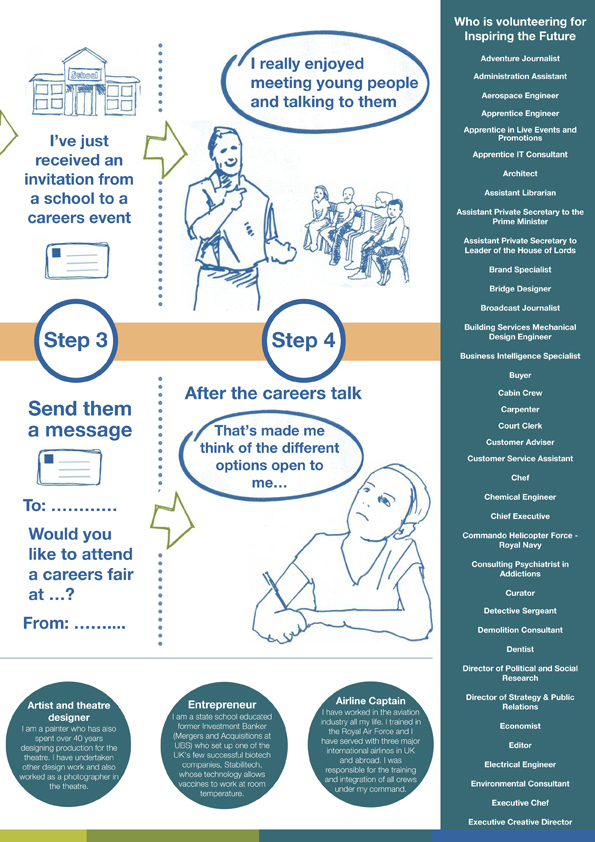 School
I've just
received an
invitation from
a school to a
careers event
I really enjoyed
meeting young people
and talking to them
Step 3
Step 4
Send them
a message
To: …………
Would you
like to attend
a careers fair
at …?
From: ……....
After the careers talk
That's made me
think of the different
options open to
me…
Artist and theatre
designer
I am a painter who has also
spent over 40 years
designing production for the
theatre. I have undertaken
other design work and also
worked as a photographer in
the theatre.
Entrepreneur
I am a state school educated
former Investment Banker
(Mergers and Acquisitions at
UBS) who set up one of the
UK's few successful biotech
companies, Stabilitech,
whose technology allows
vaccines to work at room
temperature.
Airline Captain
I have worked in the aviation
industry all my life. I trained in
the Royal Air Force and I
have served with three major
international airlines in UK
and abroad. I was
responsible for the training
and integration of all crews
under my command.
Who is volunteering for
Inspiring the Future
Adventure Journalist
Administration Assistant
Aerospace Engineer
Apprentice Engineer
Apprentice in Live Events and
Promotions
Apprentice IT Consultant
Architect
Assistant Librarian
Assistant Private Secretary to the
Prime Minister
Assistant Private Secretary to
Leader of the House of Lords
Brand Specialist
Bridge Designer
Broadcast Journalist
Building Services Mechanical
Design Engineer
Business Intelligence Specialist
Buyer
Cabin Crew
Carpenter
Court Clerk
Customer Adviser
Customer Service Assistant
Chef
Chemical Engineer
Chief Executive
Commando Helicopter Force -
Royal Navy
Consulting Psychiatrist in
Addictions
Curator
Detective Sergeant
Demolition Consultant
Dentist
Director of Political and Social
Research
Director of Strategy & Public
Relations
Economist
Editor
Electrical Engineer
Environmental Consultant
Executive Chef
Executive Creative Director